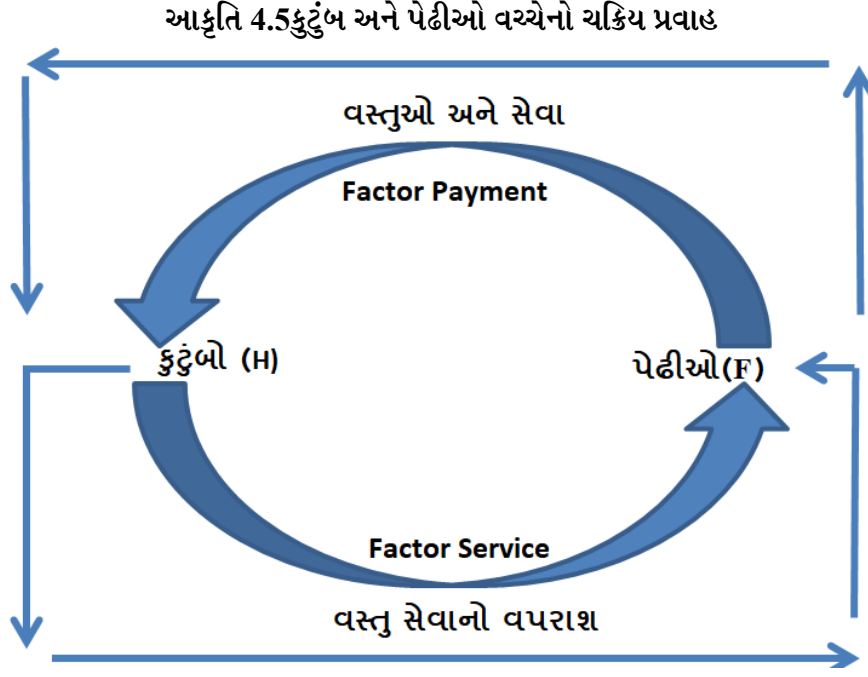 આકૃતિ 4.5કુટુંબ અને પેઢીઓ વચ્ચેનો ચક્રિય પ્રવાહ
વસ્તુઓ અને સેવા
Factor Payment
કુટુંબો (H)
પેઢીઓ(F)
Factor Service
વસ્તુ સેવાનો વપરાશ